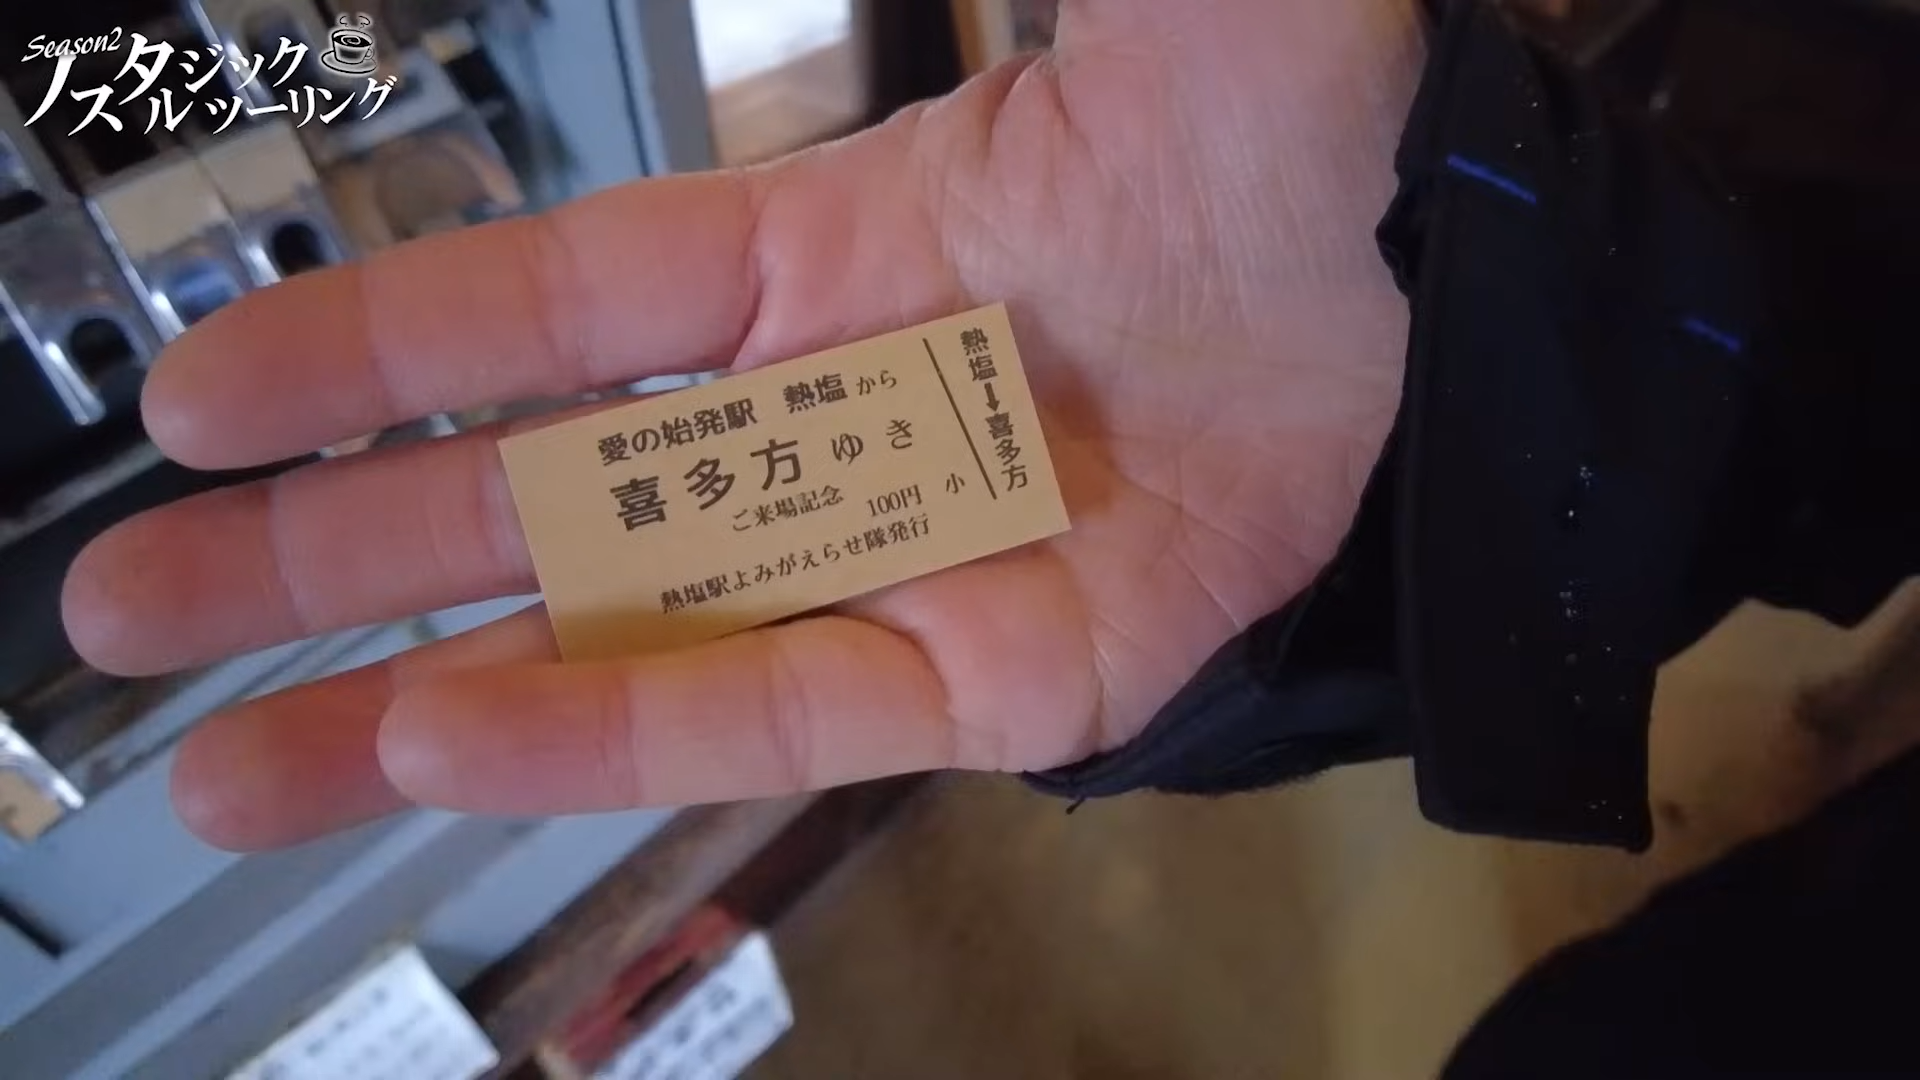 Season2
ノスタルジック
ツーリング
愛の始発駅 熱塩から
喜多方ゆき
ご来場記念 100円 小
熱塩駅よみがえらせ隊発行
熱塩➡喜多方